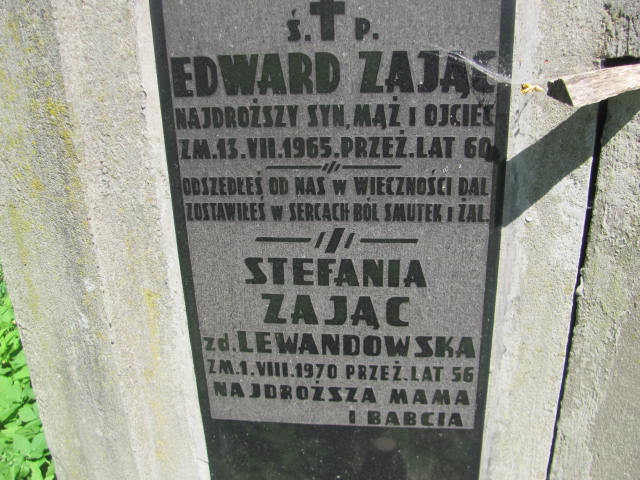 Ś. P.
EDWARD ZAJĄC
NAJDROŻSZY SYN, MĄŻ I OJCIEC
ZM. 13. VII. 1965. PRZEŻ. LAT 60
ODSZEDŁEŚ OD NAS W WIECZNOŚCI DAL
ZOSTAWIŁEŚ W SERCACH BÓL SMUTEK I ŻAL.
STEFANIA
ZAJĄC
zd. LEWANDOWSKA
ZM. 1. VIII. 1970 PRZEŻ. LAT 56
NAJDROŻSZA MAMA
I BABCIA